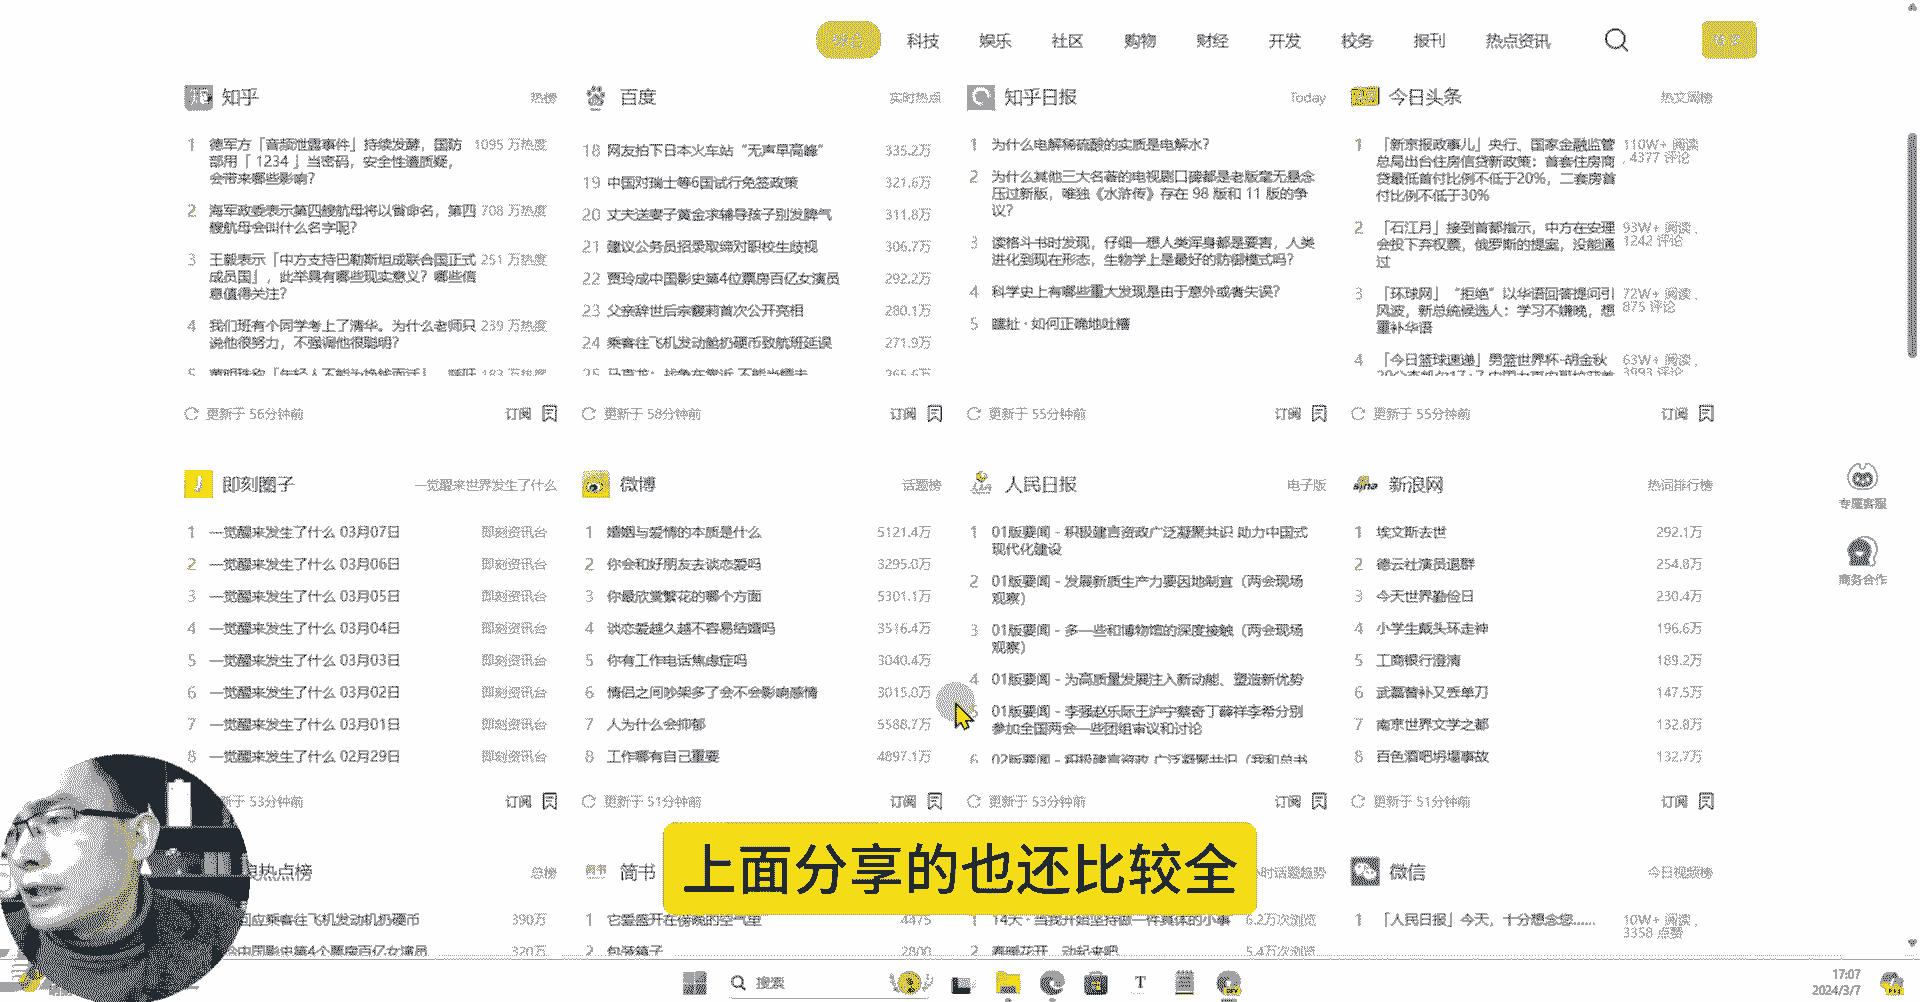 科技 娱乐 社区 购物 财经 开发 校务 报刊 热点资讯
知乎 热榜
1 德军方「音频泄露事件」持续发酵，国防 1095 万热度
部用「 1234 」当密码，安全性遭质疑，
会带来哪些影响？
2 海军政委表示第四艘航母将以省命名，第四 708 万热度
艘航母会叫什么名字呢？
3 王毅表示「中方支持巴勒斯坦成联合国正式 251 万热度
成员国」，此举具有哪些现实意义？哪些信
息值得关注？
4 我们班有个同学考上了清华。为什么老师只 239 万热度
说他很努力，不强调他很聪明？
更新于 56分钟前 订阅
百度 实时热点
18 网友拍下日本火车站“无声早高峰” 335.2万
19 中国对瑞士等6国试行免签政策 321.6万
20 丈夫送妻子黄金求辅导孩子别发脾气 311.8万
21 建议公务员招录取缔对职校生歧视 306.7万
22 贾玲成中国影史第4位票房百亿女演员 292.2万
23 父亲辞世后宗馥莉首次公开亮相 280.1万
24 乘客往飞机发动机扔硬币致航班延误 271.9万
更新于 58分钟前 订阅
知乎日报 Today
1 为什么电解稀硫酸的实质是电解水？
2 为什么其他三大名著的电视剧口碑都是老版毫无悬念
压过新版，唯独《水浒传》存在 98 版和 11 版的争
议？
3 读格斗书时发现，仔细一想人类浑身都是要害，人类
进化到现在形态，生物学上是最好的防御模式吗？
4 科学史上有哪些重大发现是由于意外或者失误？
5 瞎扯 · 如何正确地吐槽
更新于 55分钟前 订阅
今日头条 热文周榜
1 「新京报政事儿」央行、国家金融监管 110W+ 阅读
总局出台住房信贷新政策：首套住房商 , 4377 评论
贷最低首付比例不低于20%，二套房首
付比例不低于30%
2 「石江月」接到首都指示，中方在安理 93W+ 阅读 ,
会投下弃权票，俄罗斯的提案，没能通 1242 评论
过
3 「环球网」“拒绝”以华语回答提问引 72W+ 阅读 ,
风波，新总统候选人：学习不嫌晚，想 875 评论
重补华语
4 「今日篮球速递」男篮世界杯-胡金秋 63W+ 阅读 ,
3993 评论
更新于 55分钟前 订阅
即刻圈子 一觉醒来世界发生了什么
1 一觉醒来发生了什么 03月07日 即刻资讯台
2 一觉醒来发生了什么 03月06日 即刻资讯台
3 一觉醒来发生了什么 03月05日 即刻资讯台
4 一觉醒来发生了什么 03月04日 即刻资讯台
5 一觉醒来发生了什么 03月03日 即刻资讯台
6 一觉醒来发生了什么 03月02日 即刻资讯台
7 一觉醒来发生了什么 03月01日 即刻资讯台
8 一觉醒来发生了什么 02月29日 即刻资讯台
新于 53分钟前 订阅
微博 话题榜
1 婚姻与爱情的本质是什么 5121.4万
2 你会和好朋友去谈恋爱吗 3295.0万
3 你最欣赏繁花的哪个方面 5301.1万
4 谈恋爱越久越不容易结婚吗 3516.4万
5 你有工作电话焦虑症吗 3040.4万
6 情侣之间吵架多了会不会影响感情 3015.0万
7 人为什么会抑郁 5588.7万
8 工作哪有自己重要 4897.1万
更新于 51分钟前 订阅
人民日报 电子版
1 01版要闻 - 积极建言资政广泛凝聚共识 助力中国式
现代化建设
2 01版要闻 - 发展新质生产力要因地制宜（两会现场
观察）
3 01版要闻 - 多一些和博物馆的深度接触（两会现场
观察）
4 01版要闻 - 为高质量发展注入新动能、塑造新优势
01版要闻 - 李强赵乐际王沪宁蔡奇丁薛祥李希分别
参加全国两会一些团组审议和讨论
6 02版要闻 - 积极建言资政 广泛凝聚共识（我和总书
更新于 53分钟前 订阅
新浪网 热词排行榜
1 埃文斯去世 292.1万
2 德云社演员退群 254.8万
3 今天世界勤俭日 230.4万
4 小学生戴头环走神 196.6万
5 工商银行澄清 189.2万
6 武磊替补又丢单刀 147.5万
7 南京世界文学之都 132.8万
8 百色酒吧坍塌事故 132.7万
更新于 51分钟前 订阅
专属客服
商务合作
热点榜 总榜
回应乘客往飞机发动机扔硬币 390万
中国影史第4个票房百亿女演员 320万
简书
1 它爱盛开在傍晚的空气里 4475
2 包装箱子 2800
小时话题趋势
1 14天 · 当我开始坚持做一件具体的小事 6.2万次浏览
2 春暖花开，动起来吧 5.4万次浏览
微信 今日视频榜
1 「人民日报」今天，十分想念您…… 10W+ 阅读 ,
3358 点赞
上面分享的也还比较全
搜索
17:07
2024/3/7